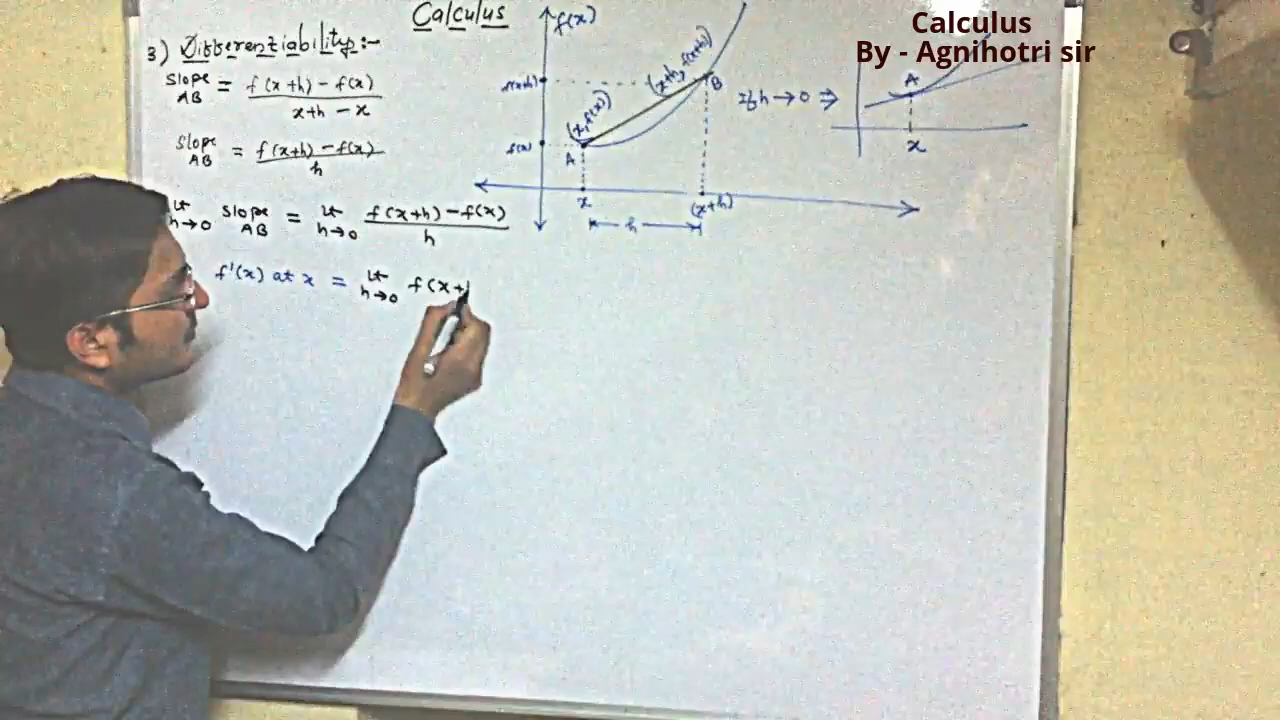 Calculus
Calculus
By - Agnihotri sir
3) Differentiability:-
Slope AB = f(x+h) - f(x) / x+h - x
Slope AB = f(x+h) - f(x) / h
lt h→0 Slope AB = lt h→0 f(x+h) - f(x) / h
f'(x) at x = lt h→0 f(x+
f(x)
f(x+h)
f(x)
(x, f(x))
(x+h, f(x+h))
A
B
x
(x+h)
h
If h → 0 ⇒
A
x